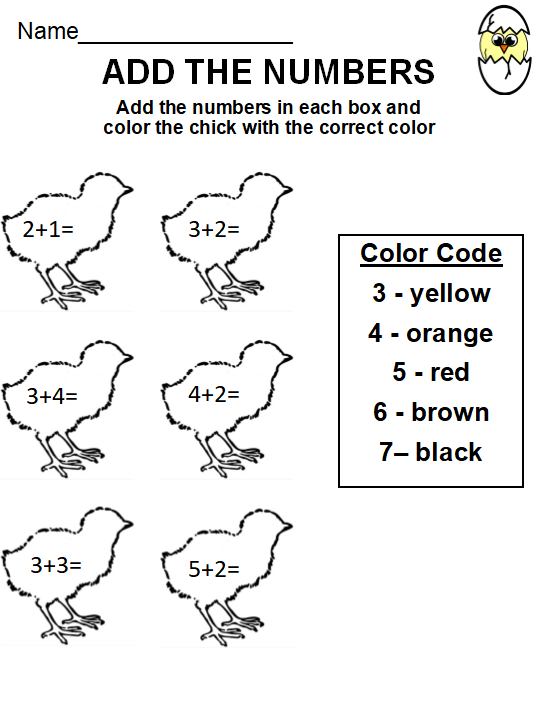 Name________________
ADD THE NUMBERS
Add the numbers in each box and
color the chick with the correct color
2+1=
3+2=
3+4=
4+2=
3+3=
5+2=
Color Code
3 - yellow
4 - orange
5 - red
6 - brown
7– black